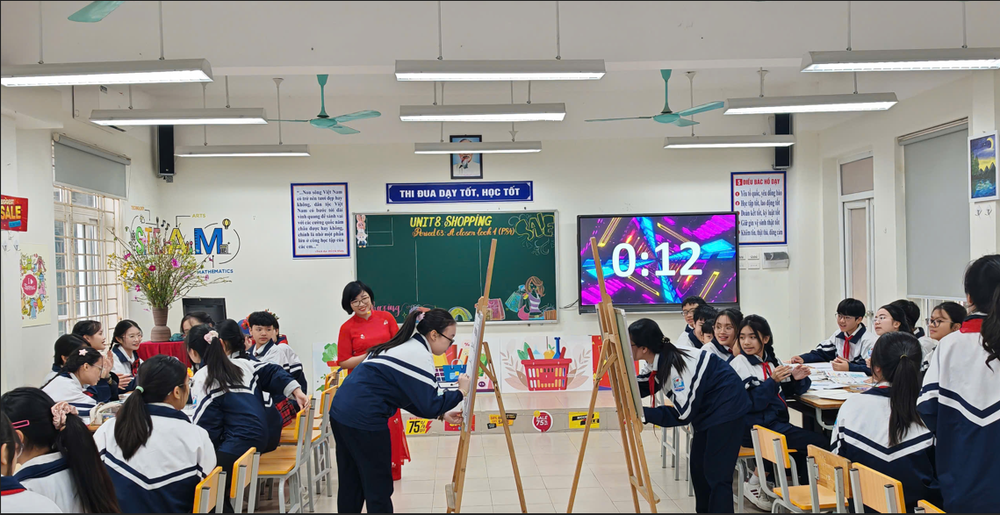 THI ĐUA DẠY TỐT, HỌC TỐT
"...Non sông Việt Nam
có trở nên tươi đẹp hay
không, dân tộc Việt
Nam có bước tới đài
vinh quang để sánh vai
với các cường quốc năm
châu được hay không,
chính là nhờ một phần
lớn ở công học tập của
các em..."
UNIT 8 SHOPPING
Period 65: A closer look 1 (P84)
SALE
0:12
5 ĐIỀU BÁC HỒ DẠY
Yêu tổ quốc, yêu đồng bào
Học tập tốt, lao động tốt
Đoàn kết tốt, kỷ luật tốt
Giữ gìn vệ sinh thật tốt
Khiêm tốn, thật thà, dũng cảm
SALE
ARTS
STEAM
MATHEMATICS
75%
SALE
75%